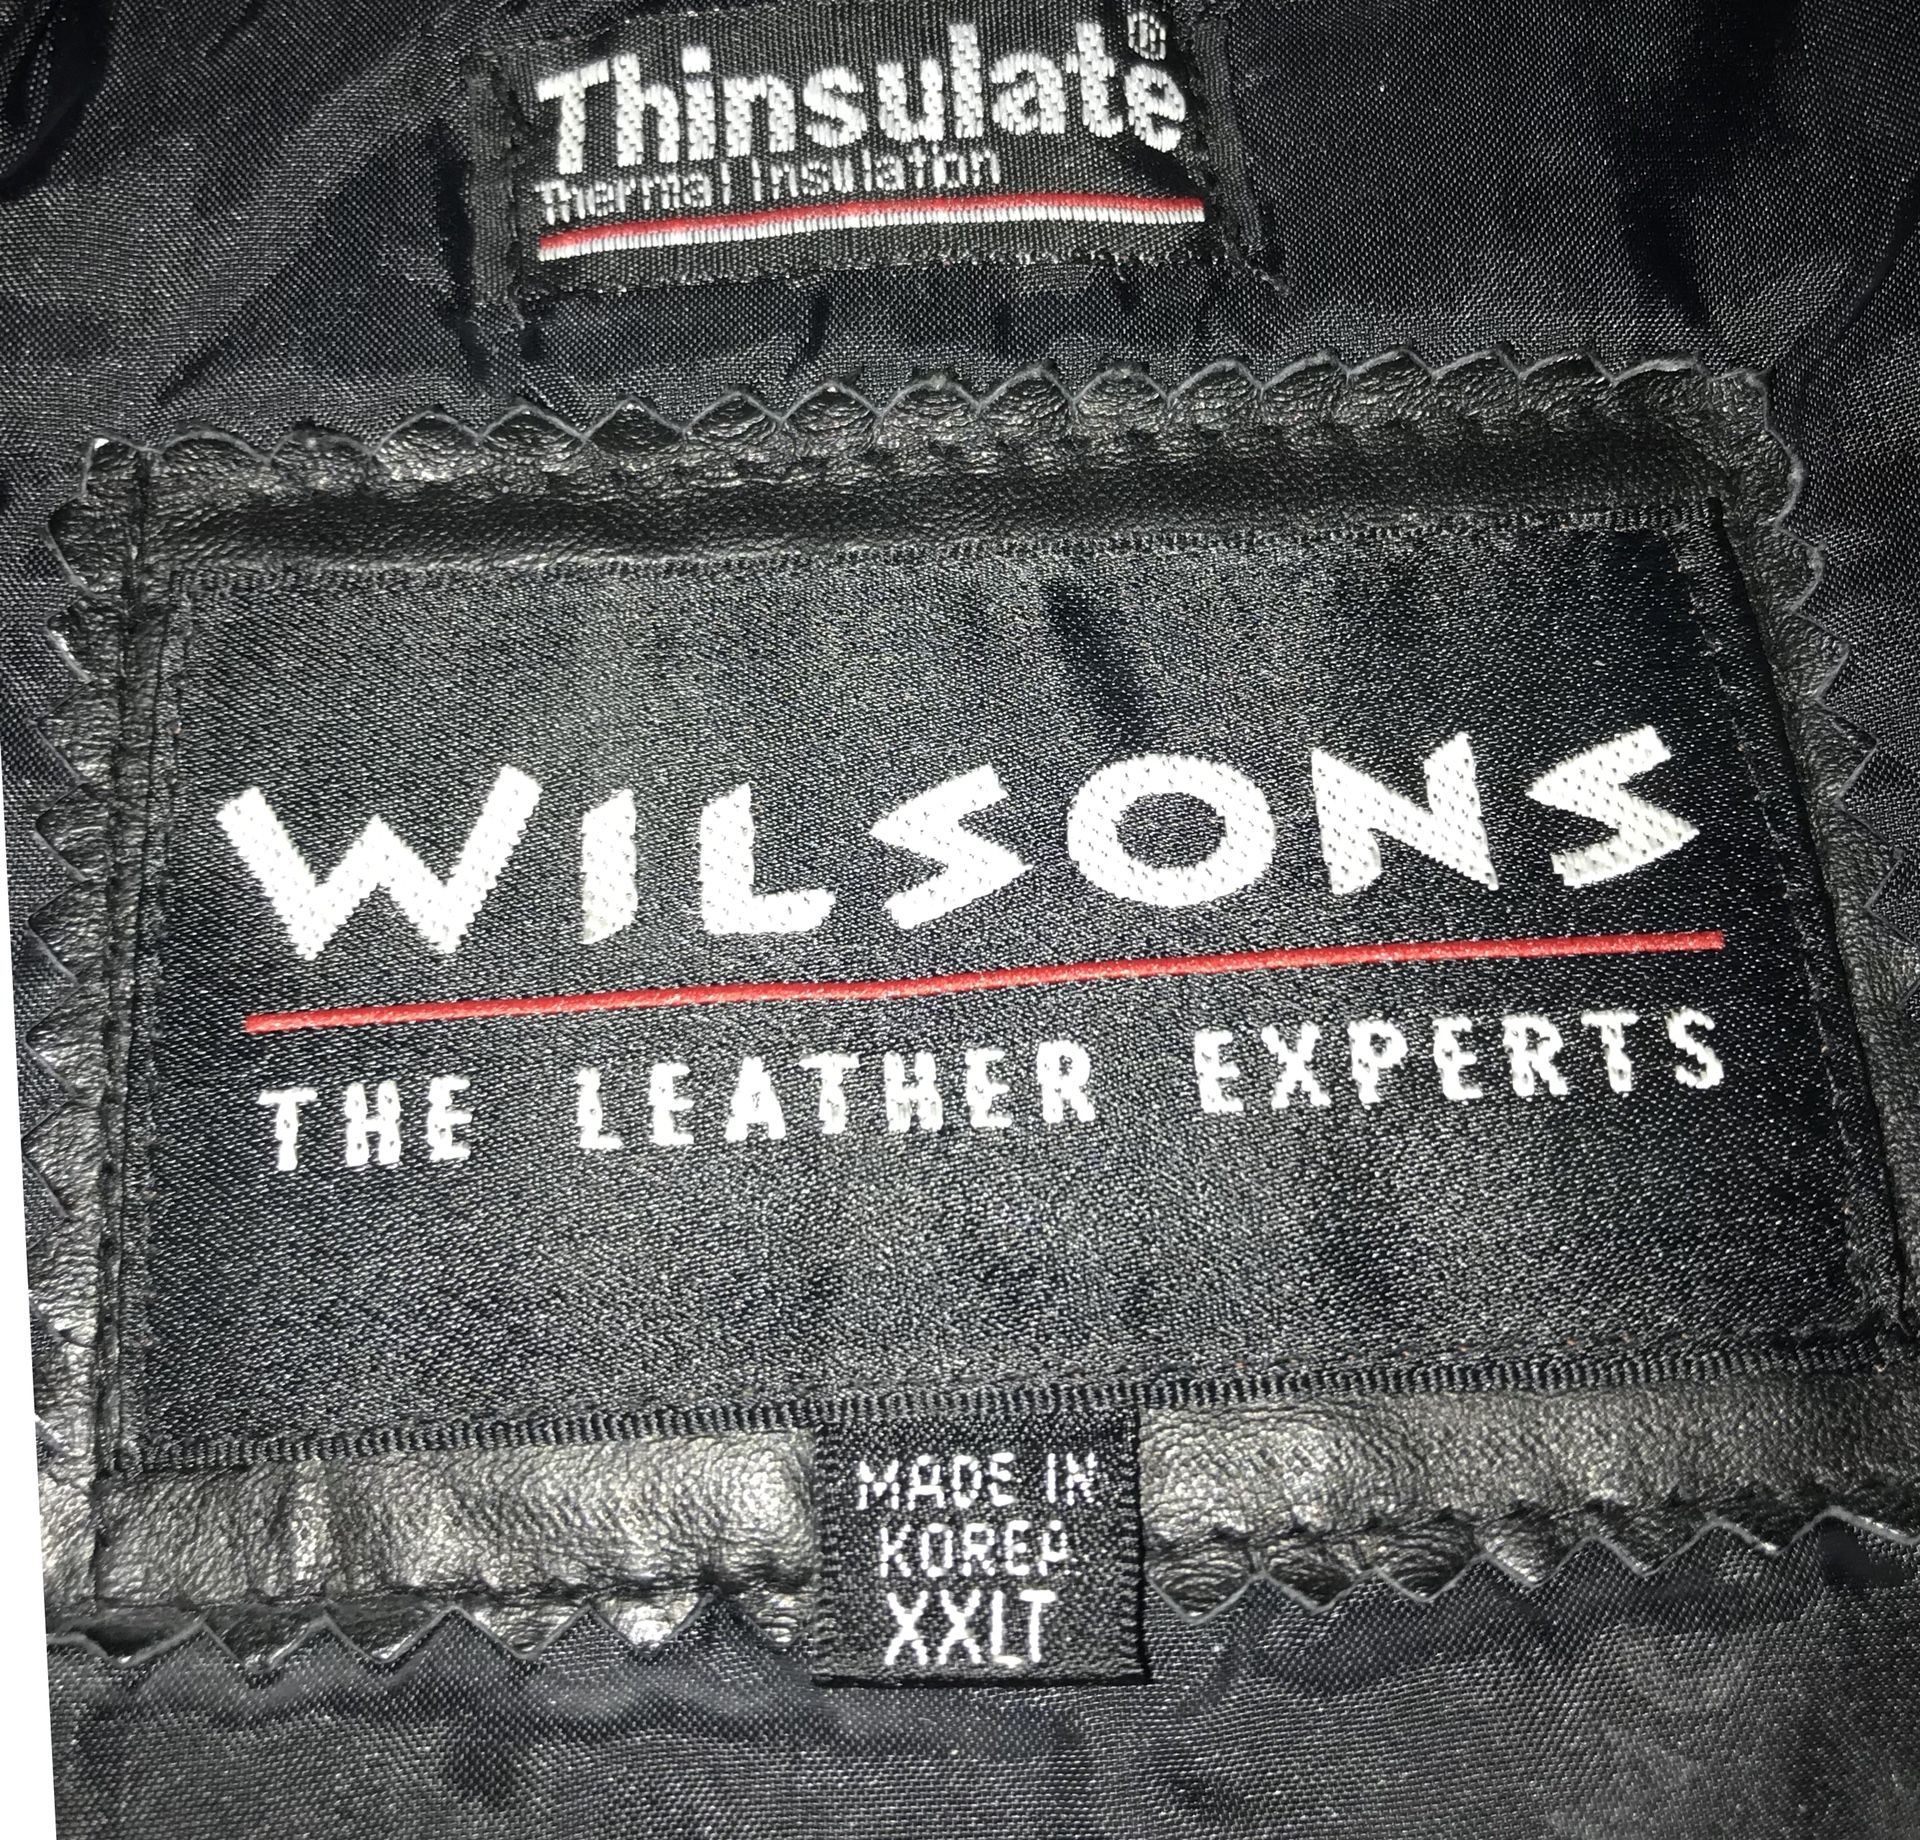 Thinsulate®
Thermal Insulation
WILSONS
THE LEATHER EXPERTS
MADE IN
KOREA
XXLT